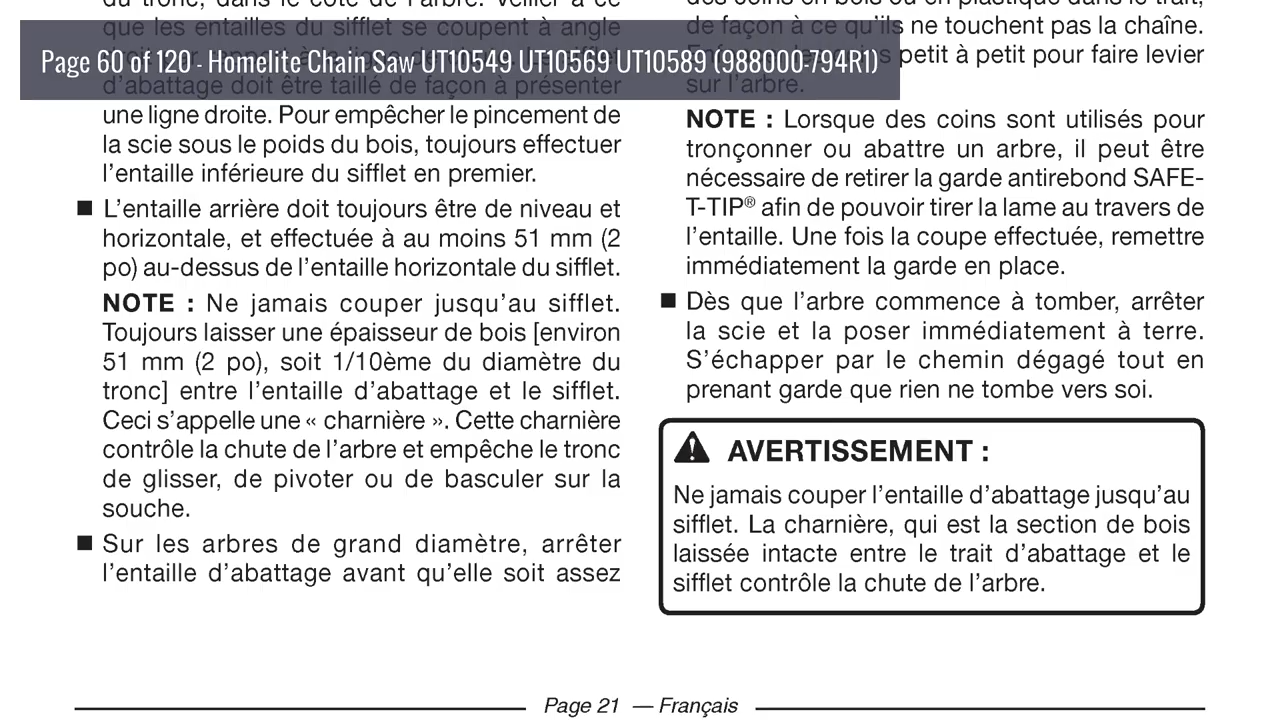 du tronc, dans le côté de l'arbre. Veiller à ce
que les entailles du sifflet se coupent à angle
d'abattage doit être taillé de façon à présenter
une ligne droite. Pour empêcher le pincement de
la scie sous le poids du bois, toujours effectuer
l'entaille inférieure du sifflet en premier.
■ L'entaille arrière doit toujours être de niveau et
horizontale, et effectuée à au moins 51 mm (2
po) au-dessus de l'entaille horizontale du sifflet.
NOTE : Ne jamais couper jusqu'au sifflet.
Toujours laisser une épaisseur de bois [environ
51 mm (2 po), soit 1/10ème du diamètre du
tronc] entre l'entaille d'abattage et le sifflet.
Ceci s'appelle une « charnière ». Cette charnière
contrôle la chute de l'arbre et empêche le tronc
de glisser, de pivoter ou de basculer sur la
souche.
■ Sur les arbres de grand diamètre, arrêter
l'entaille d'abattage avant qu'elle soit assez
des coins en bois ou en plastique dans le trait,
de façon à ce qu'ils ne touchent pas la chaîne.
petit à petit pour faire levier
sur l'arbre.
NOTE : Lorsque des coins sont utilisés pour
tronçonner ou abattre un arbre, il peut être
nécessaire de retirer la garde antirebond SAFE-
T-TIP® afin de pouvoir tirer la lame au travers de
l'entaille. Une fois la coupe effectuée, remettre
immédiatement la garde en place.
■ Dès que l'arbre commence à tomber, arrêter
la scie et la poser immédiatement à terre.
S'échapper par le chemin dégagé tout en
prenant garde que rien ne tombe vers soi.
AVERTISSEMENT :
Ne jamais couper l'entaille d'abattage jusqu'au
sifflet. La charnière, qui est la section de bois
laissée intacte entre le trait d'abattage et le
sifflet contrôle la chute de l'arbre.
Page 21 — Français
Page 60 of 120 - Homelite Chain Saw UT10549 UT10569 UT10589 (988000-794R1)